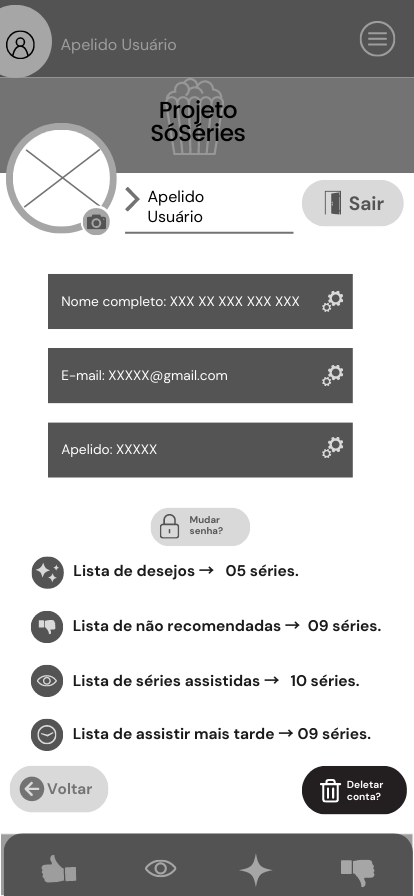 Apelido Usuário
Projeto
SóSéries
Apelido
Usuário
Sair
Nome completo: XXX XX XXX XXX XXX
E-mail: XXXXX@gmail.com
Apelido: XXXXX
Mudar
senha?
Lista de desejos → 05 séries.
Lista de não recomendadas → 09 séries.
Lista de séries assistidas → 10 séries.
Lista de assistir mais tarde → 09 séries.
Voltar
Deletar
conta?